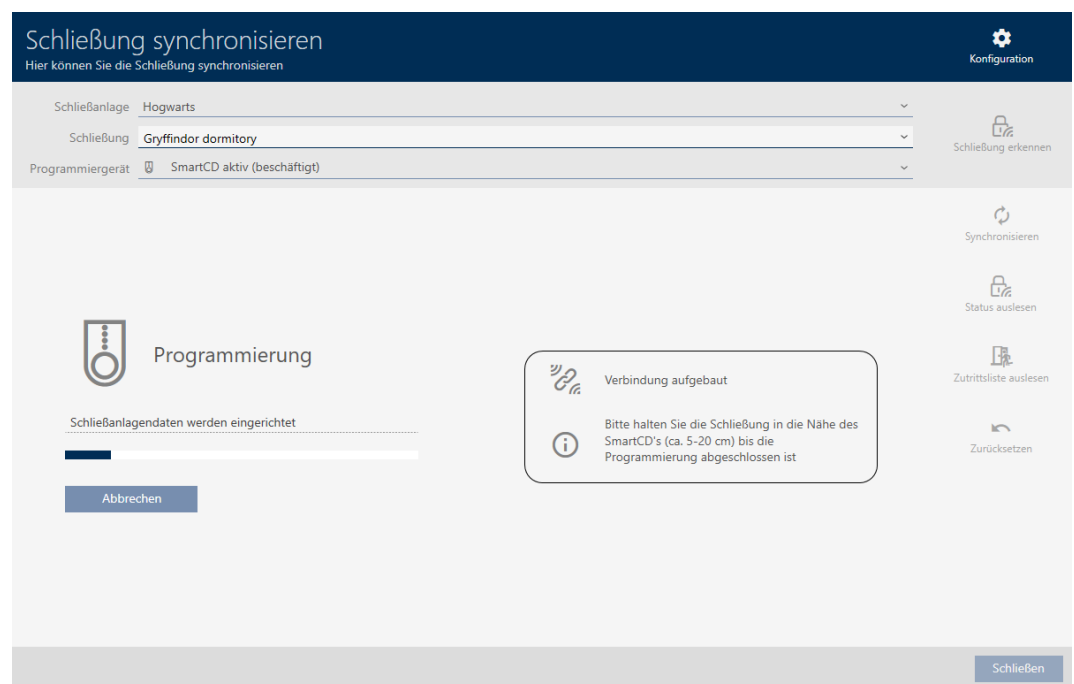 Schließung synchronisieren
Hier können Sie die Schließung synchronisieren
Konfiguration
Schließanlage Hogwarts
Schließung Gryffindor dormitory
Programmiergerät SmartCD aktiv (beschäftigt)
Schließung erkennen
Synchronisieren
Status auslesen
Zutrittsliste auslesen
Zurücksetzen
Programmierung
Schließanlagendaten werden eingerichtet
Abbrechen
Verbindung aufgebaut
Bitte halten Sie die Schließung in die Nähe des
SmartCD's (ca. 5-20 cm) bis die
Programmierung abgeschlossen ist
Schließen